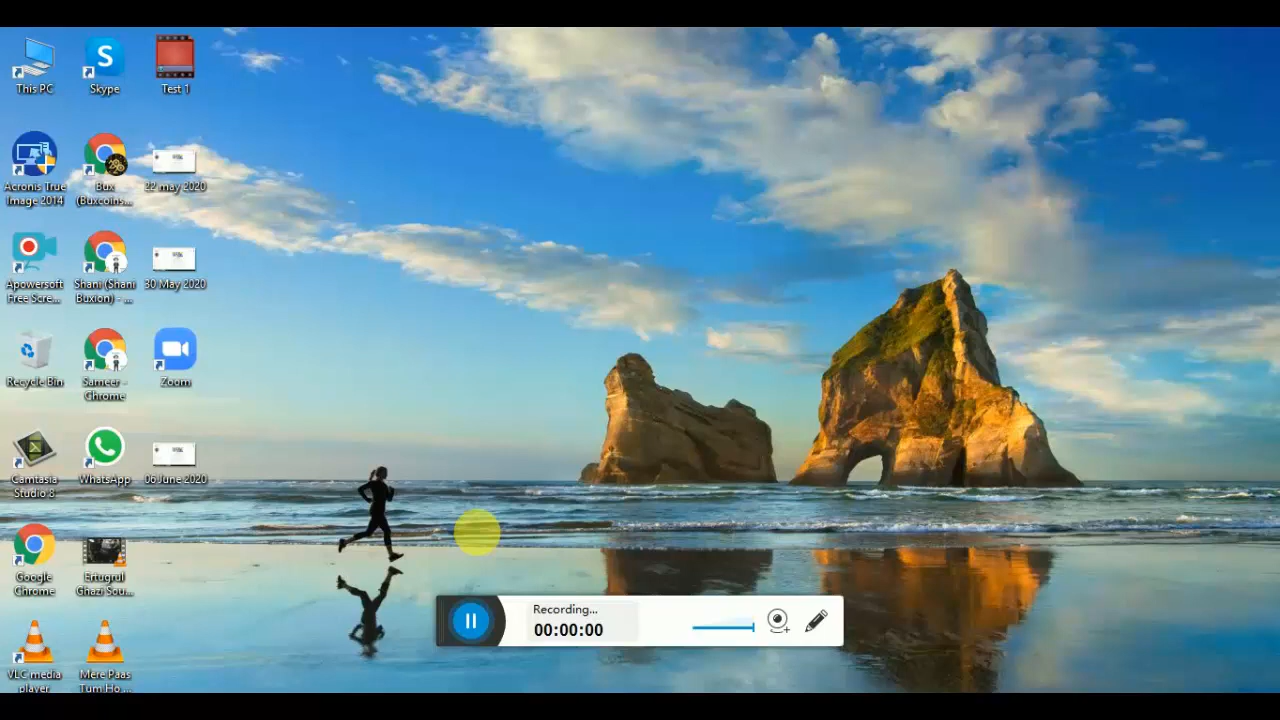 This PC
Skype
Test 1
Acronis True
Image 2014
Bux
(Buxcoins...
22 may 2020
Apowersoft
Free Scre...
Shani (Shani
Buxion) - ...
30 May 2020
Recycle Bin
Sameer -
Chrome
Zoom
Camtasia
Studio 8
WhatsApp
06 June 2020
Google
Chrome
Ertugrul
Ghazi Sou...
VLC media
player
Mere Paas
Tum Ho ...
Recording...
00:00:00